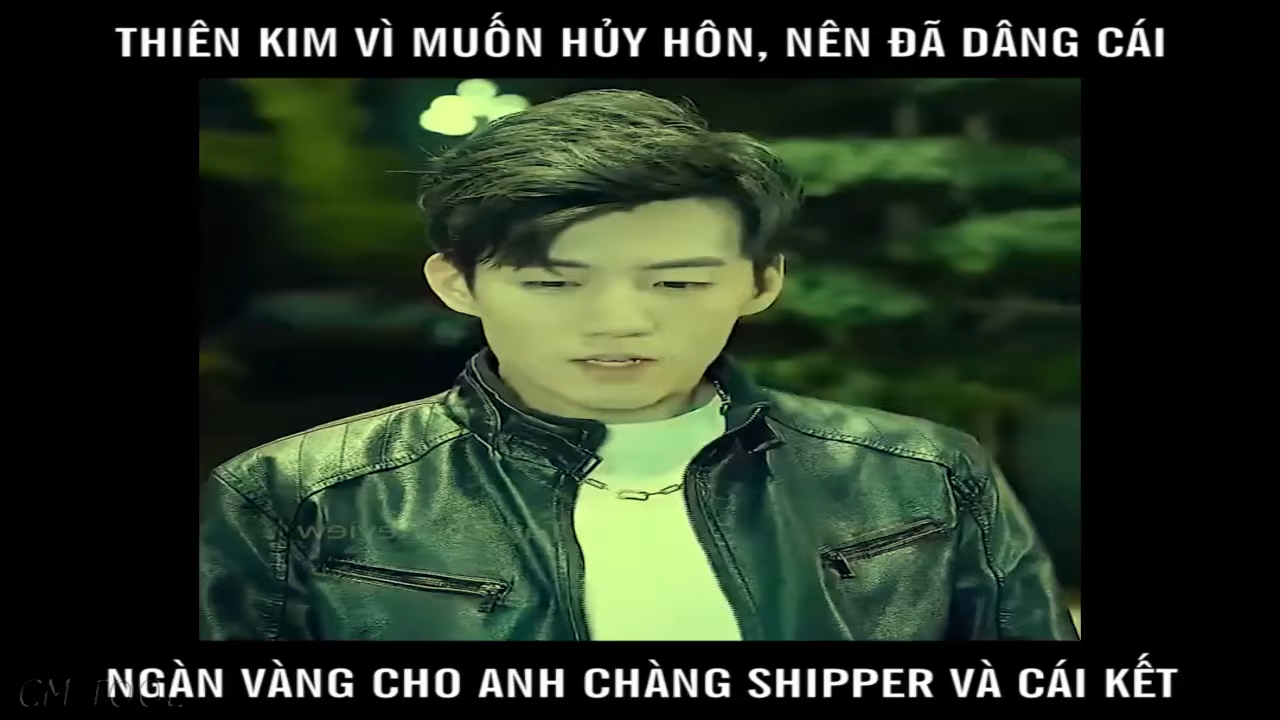 THIÊN KIM VÌ MUỐN HỦY HÔN, NÊN ĐÃ DÂNG CÁI
NGÀN VÀNG CHO ANH CHÀNG SHIPPER VÀ CÁI KẾT